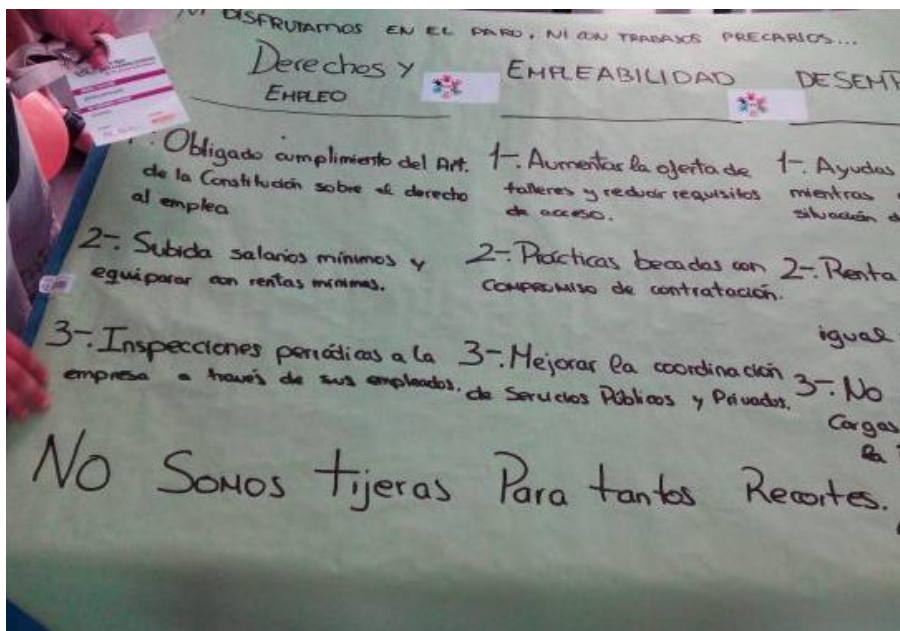 NI DISFRUTAMOS EN EL PARO, NI CON TRABAJOS PRECARIOS...
Derechos y
EMPLEO
1-. Obligado cumplimiento del Art.
de la Constitución sobre el derecho
al empleo
2-. Subida salarios mínimos y
equiparar con rentas mínimas.
3-. Inspecciones periódicas a la
empresa a través de sus empleados.
EMPLEABILIDAD
1-. Aumentar la oferta de
talleres y reducir requisitos
de acceso.
2-. Prácticas becadas con
COMPROMISO de contratación.
3-. Mejorar la coordinación
de Servicios Públicos y Privados.
DESEMP
1-. Ayudas
mientras
situación d
2-. Renta
igual
3-. No
Cargas
la
NO SOMOS tijeras Para tantos Recortes.